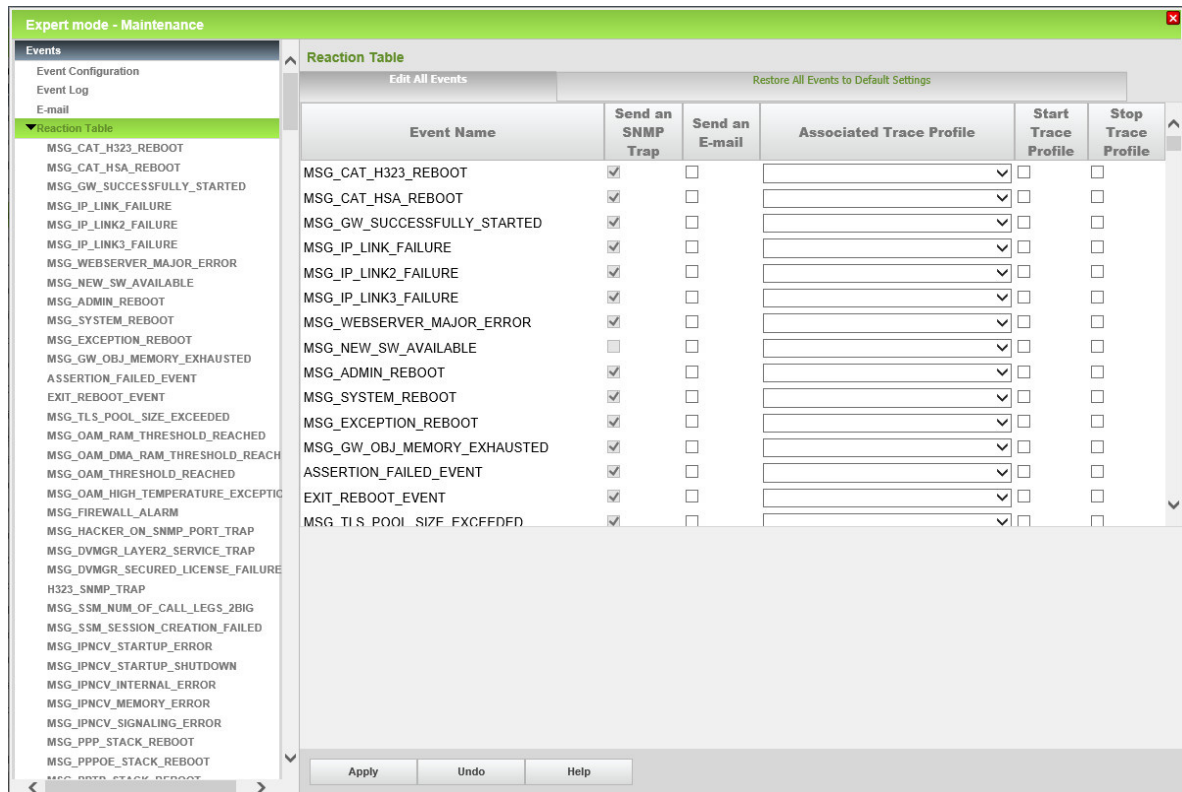 Expert mode - Maintenance
Events
Event Configuration
Event Log
E-mail
Reaction Table
MSG_CAT_H323_REBOOT
MSG_CAT_HSA_REBOOT
MSG_GW_SUCCESSFULLY_STARTED
MSG_IP_LINK_FAILURE
MSG_IP_LINK2_FAILURE
MSG_IP_LINK3_FAILURE
MSG_WEBSERVER_MAJOR_ERROR
MSG_NEW_SW_AVAILABLE
MSG_ADMIN_REBOOT
MSG_SYSTEM_REBOOT
MSG_EXCEPTION_REBOOT
MSG_GW_OBJ_MEMORY_EXHAUSTED
ASSERTION_FAILED_EVENT
EXIT_REBOOT_EVENT
MSG_TLS_POOL_SIZE_EXCEEDED
MSG_OAM_RAM_THRESHOLD_REACHED
MSG_OAM_DMA_RAM_THRESHOLD_REACH
MSG_OAM_THRESHOLD_REACHED
MSG_OAM_HIGH_TEMPERATURE_EXCEPTIO
MSG_FIREWALL_ALARM
MSG_HACKER_ON_SNMP_PORT_TRAP
MSG_DVMGR_LAYER2_SERVICE_TRAP
MSG_DVMGR_SECURED_LICENSE_FAILURE
H323_SNMP_TRAP
MSG_SSM_NUM_OF_CALL_LEGS_2BIG
MSG_SSM_SESSION_CREATION_FAILED
MSG_IPNCV_STARTUP_ERROR
MSG_IPNCV_STARTUP_SHUTDOWN
MSG_IPNCV_INTERNAL_ERROR
MSG_IPNCV_MEMORY_ERROR
MSG_IPNCV_SIGNALING_ERROR
MSG_PPP_STACK_REBOOT
MSG_PPPOE_STACK_REBOOT
MSG_PPTP_STACK_REBOOT
Reaction Table
Edit All Events
Restore All Events to Default Settings
Event Name
Send an SNMP Trap
Send an E-mail
Associated Trace Profile
Start Trace Profile
Stop Trace Profile
MSG_CAT_H323_REBOOT
MSG_CAT_HSA_REBOOT
MSG_GW_SUCCESSFULLY_STARTED
MSG_IP_LINK_FAILURE
MSG_IP_LINK2_FAILURE
MSG_IP_LINK3_FAILURE
MSG_WEBSERVER_MAJOR_ERROR
MSG_NEW_SW_AVAILABLE
MSG_ADMIN_REBOOT
MSG_SYSTEM_REBOOT
MSG_EXCEPTION_REBOOT
MSG_GW_OBJ_MEMORY_EXHAUSTED
ASSERTION_FAILED_EVENT
EXIT_REBOOT_EVENT
MSG_TLS_POOL_SIZE_EXCEEDED
Apply
Undo
Help